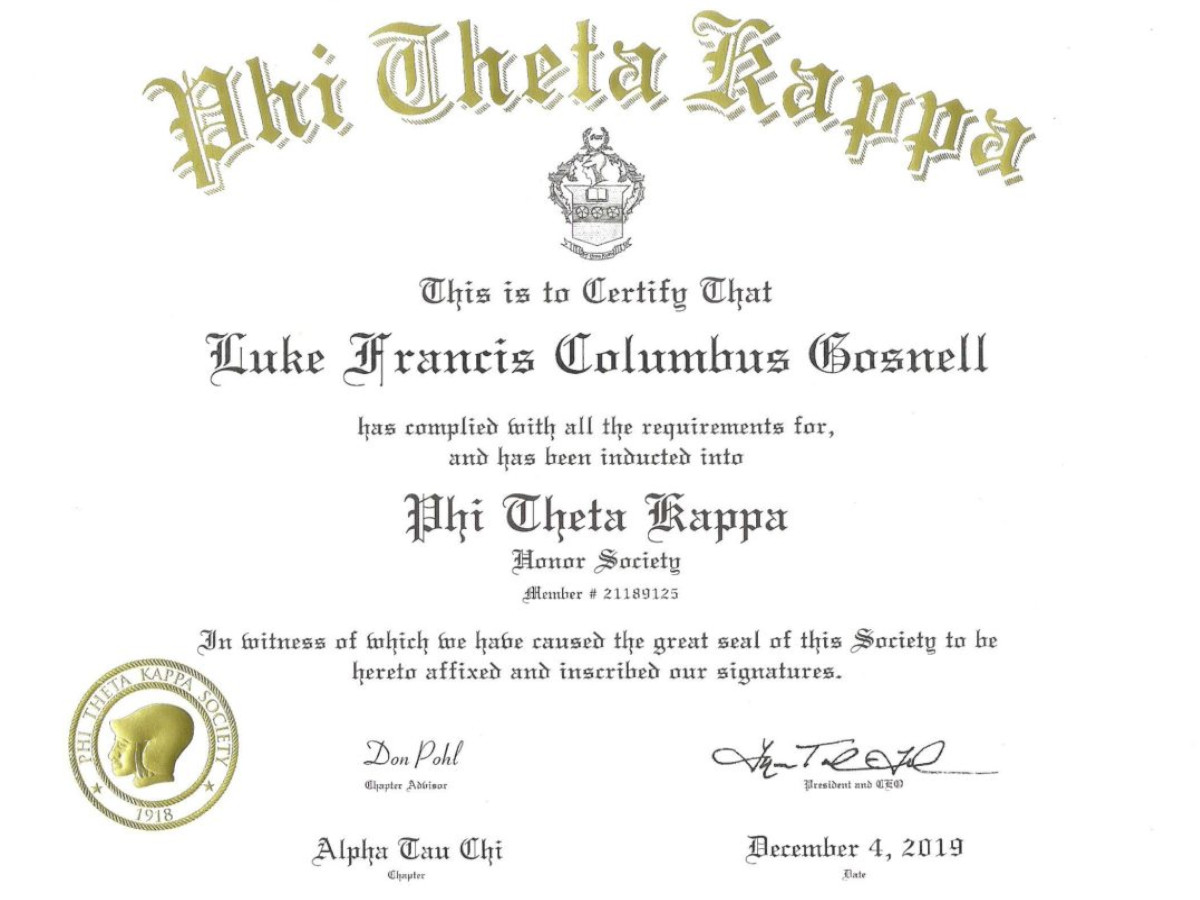 Phi Theta Kappa
This is to Certify That
Luke Francis Columbus Gosnell
has complied with all the requirements for,
and has been inducted into
Phi Theta Kappa
Honor Society
Member # 21189125
In witness of which we have caused the great seal of this Society to be
hereto affixed and inscribed our signatures.
PHI THETA KAPPA SOCIETY
1918
Don Pohl
Chapter Advisor
President and CEO
Alpha Tau Chi
Chapter
December 4, 2019
Date